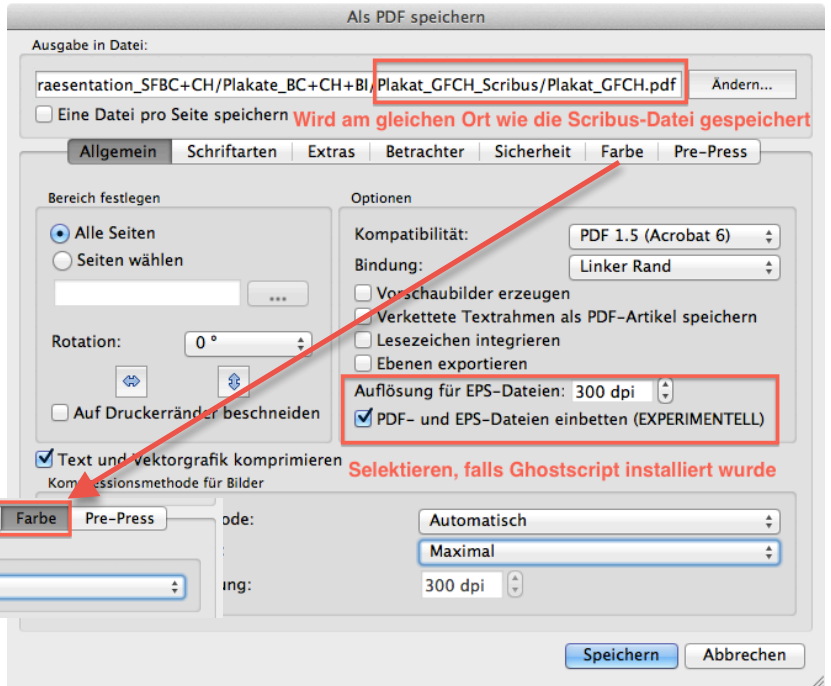 Als PDF speichern
Ausgabe in Datei:
raesentation_SFBC+CH/Plakate_BC+CH+BI/Plakat_GFCH_Scribus/Plakat_GFCH.pdf Ändern...
Eine Datei pro Seite speichern Wird am gleichen Ort wie die Scribus-Datei gespeichert
Allgemein Schriftarten Extras Betrachter Sicherheit Farbe Pre-Press
Bereich festlegen
Alle Seiten
Seiten wählen
...
Rotation: 0 °
Auf Druckerränder beschneiden
Optionen
Kompatibilität: PDF 1.5 (Acrobat 6)
Bindung: Linker Rand
Vorschaubilder erzeugen
Verkettete Textrahmen als PDF-Artikel speichern
Lesezeichen integrieren
Ebenen exportieren
Auflösung für EPS-Dateien: 300 dpi
PDF- und EPS-Dateien einbetten (EXPERIMENTELL)
Text und Vektorgrafik komprimieren
Selektieren, falls Ghostscript installiert wurde
Kompressionsmethode für Bilder
Farbe Pre-Press
ode: Automatisch
: Maximal
ung: 300 dpi
Speichern Abbrechen